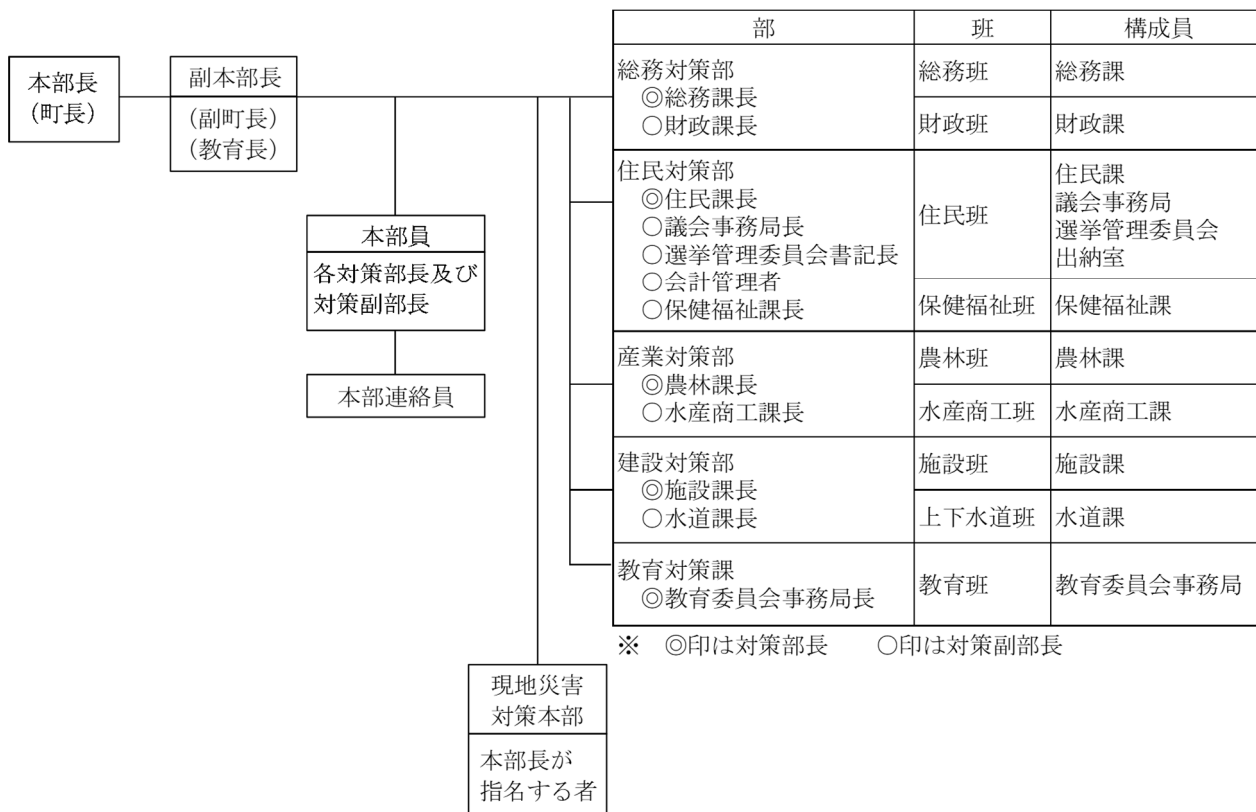 本部長
(町長)
副本部長
(副町長)
(教育長)
本部員
各対策部長及び
対策副部長
本部連絡員
現地災害
対策本部
本部長が
指名する者
部 班 構成員
総務対策部
◎総務課長
○財政課長
総務班 総務課
財政班 財政課
住民対策部
◎住民課長
○議会事務局長
○選挙管理委員会書記長
○会計管理者
○保健福祉課長
住民班
住民課
議会事務局
選挙管理委員会
出納室
保健福祉班 保健福祉課
産業対策部
◎農林課長
○水産商工課長
農林班 農林課
水産商工班 水産商工課
建設対策部
◎施設課長
○水道課長
施設班 施設課
上下水道班 水道課
教育対策課
◎教育委員会事務局長
教育班 教育委員会事務局
※ ◎印は対策部長 ○印は対策副部長